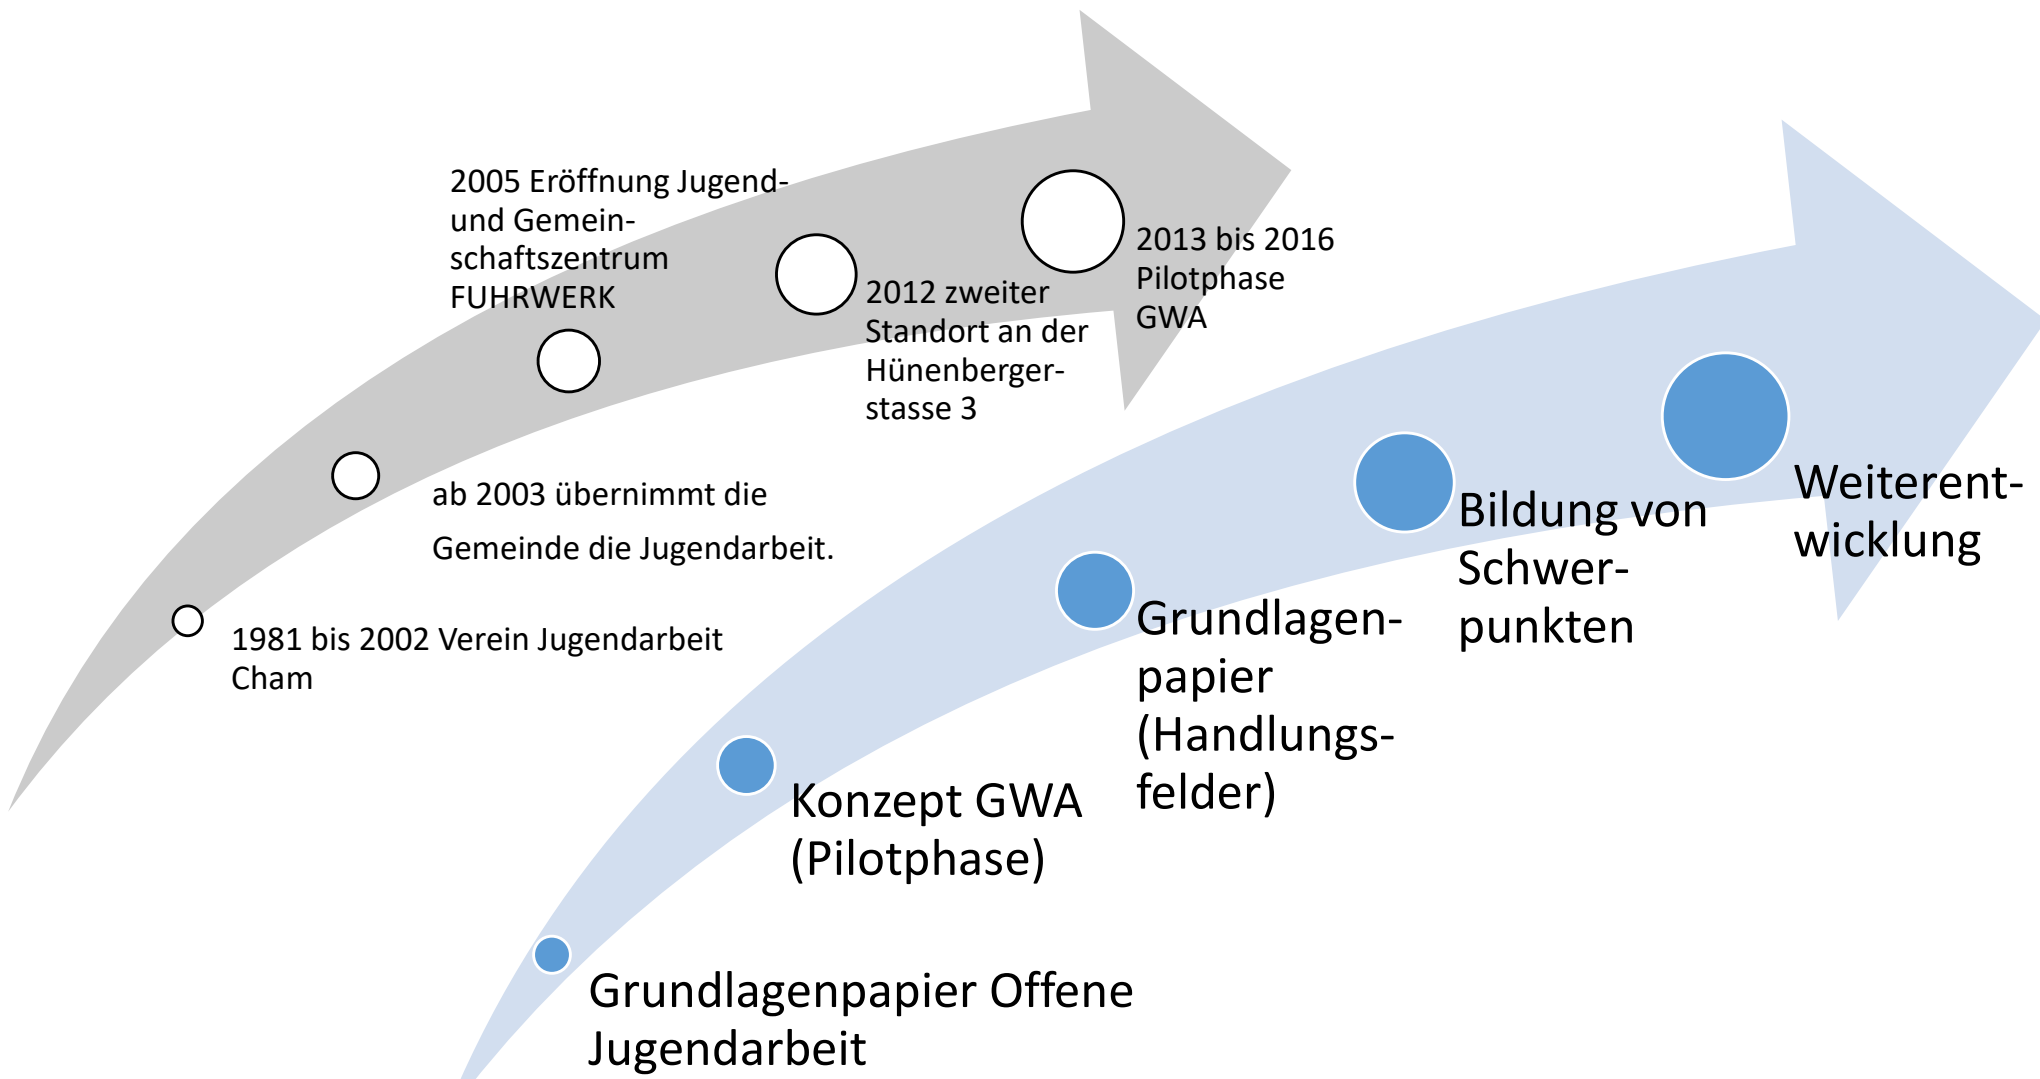 2005 Eröffnung Jugend-
und Gemein-
schaftszentrum
FUHRWERK
2013 bis 2016
Pilotphase
GWA
2012 zweiter
Standort an der
Hünenberger-
stasse 3
ab 2003 übernimmt die
Gemeinde die Jugendarbeit.
1981 bis 2002 Verein Jugendarbeit
Cham
Weiterent-
wicklung
Bildung von
Schwer-
punkten
Grundlagen-
papier
(Handlungs-
felder)
Konzept GWA
(Pilotphase)
Grundlagenpapier Offene
Jugendarbeit